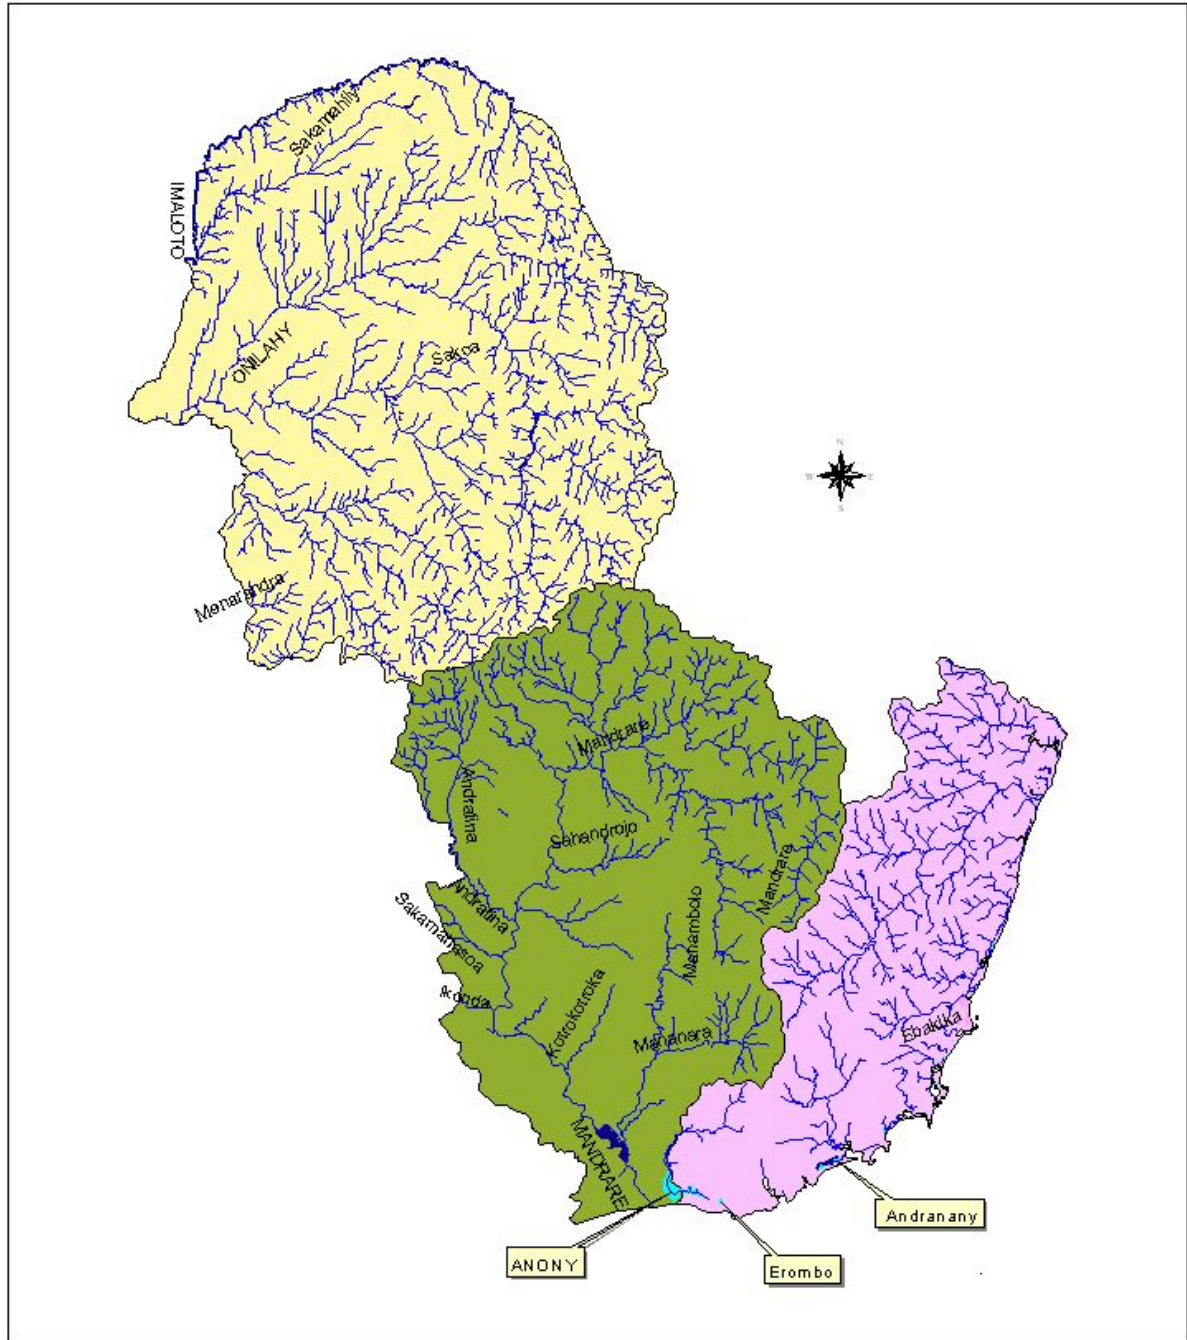 Sakamahily
IMALOTO
ONILAHY
Sakoa
N
W
E
S
Menarandra
Mandrare
Andratina
Sahandrojo
Mandrare
Andratina
Sakamahasoa
Manambolo
Ikonda
Kotrokotroka
Mananara
Ebakika
MANDRARE
Andranany
ANONY
Erombo